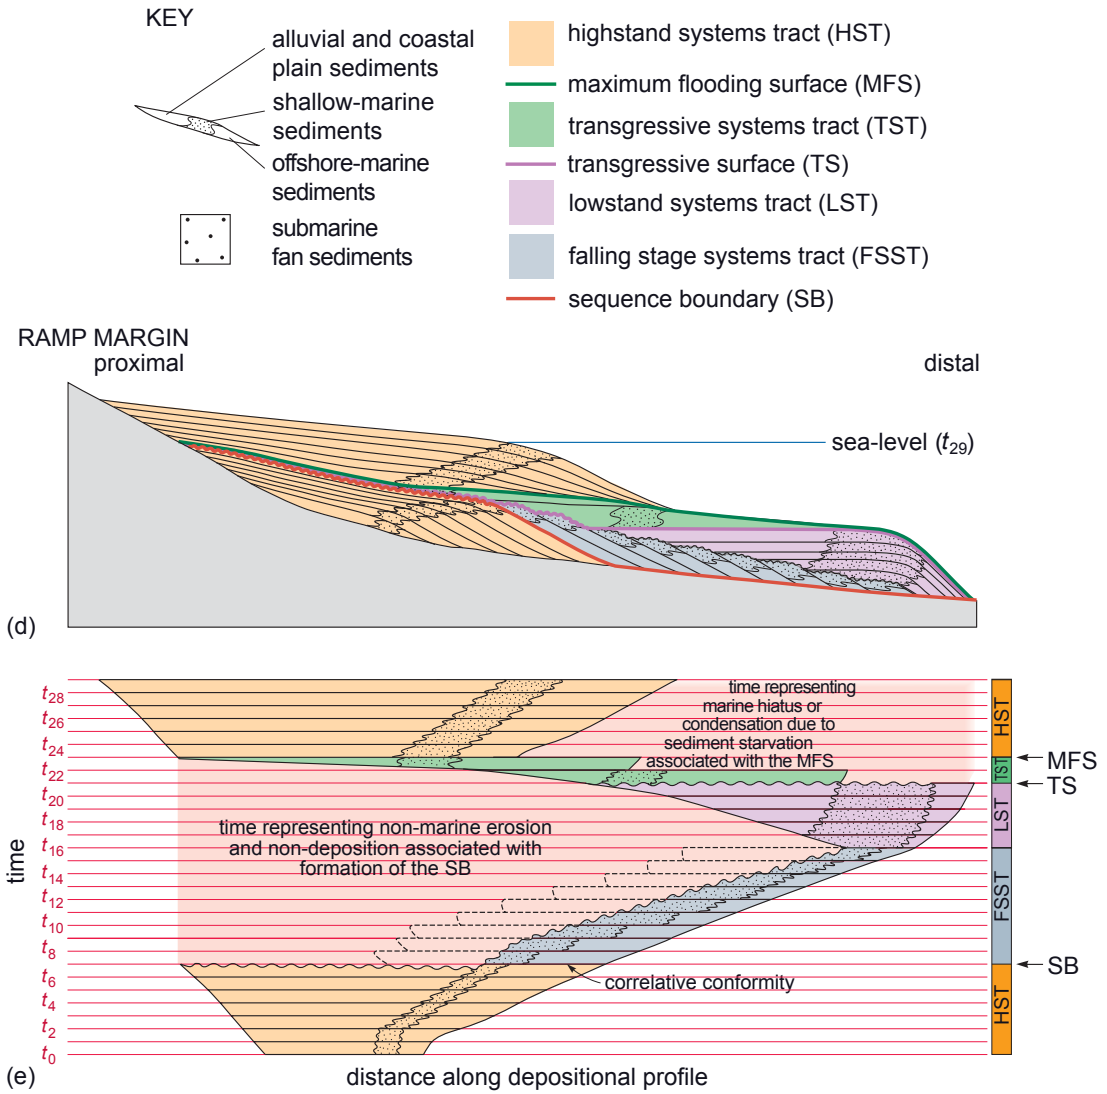 KEY
alluvial and coastal
plain sediments
shallow-marine
sediments
offshore-marine
sediments
submarine
fan sediments
highstand systems tract (HST)
maximum flooding surface (MFS)
transgressive systems tract (TST)
transgressive surface (TS)
lowstand systems tract (LST)
falling stage systems tract (FSST)
sequence boundary (SB)
RAMP MARGIN
proximal
distal
sea-level (t29)
(d)
time representing
marine hiatus or
condensation due to
sediment starvation
associated with the MFS
time representing non-marine erosion
and non-deposition associated with
formation of the SB
correlative conformity
time
t28
t26
t24
t22
t20
t18
t16
t14
t12
t10
t8
t6
t4
t2
t0
HST
TST
LST
FSST
HST
MFS
TS
SB
(e)
distance along depositional profile